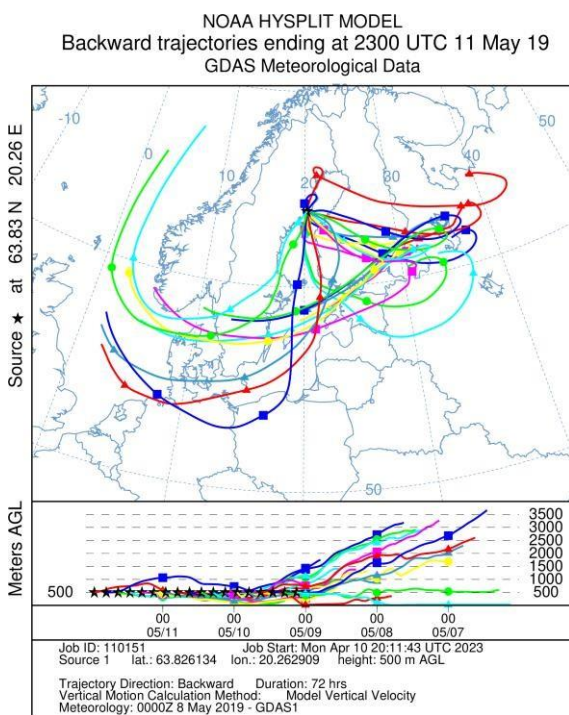 NOAA HYSPLIT MODEL
Backward trajectories ending at 2300 UTC 11 May 19
GDAS Meteorological Data
Source ★ at 63.83 N 20.26 E
-10
0
10
20
30
40
50
70
60
50
Meters AGL
500
3500
3000
2500
2000
1500
1000
500
00 00 00 00 00
05/11 05/10 05/09 05/08 05/07
Job ID: 110151 Job Start: Mon Apr 10 20:11:43 UTC 2023
Source 1 lat.: 63.826134 lon.: 20.262909 height: 500 m AGL
Trajectory Direction: Backward Duration: 72 hrs
Vertical Motion Calculation Method: Model Vertical Velocity
Meteorology: 0000Z 8 May 2019 - GDAS1